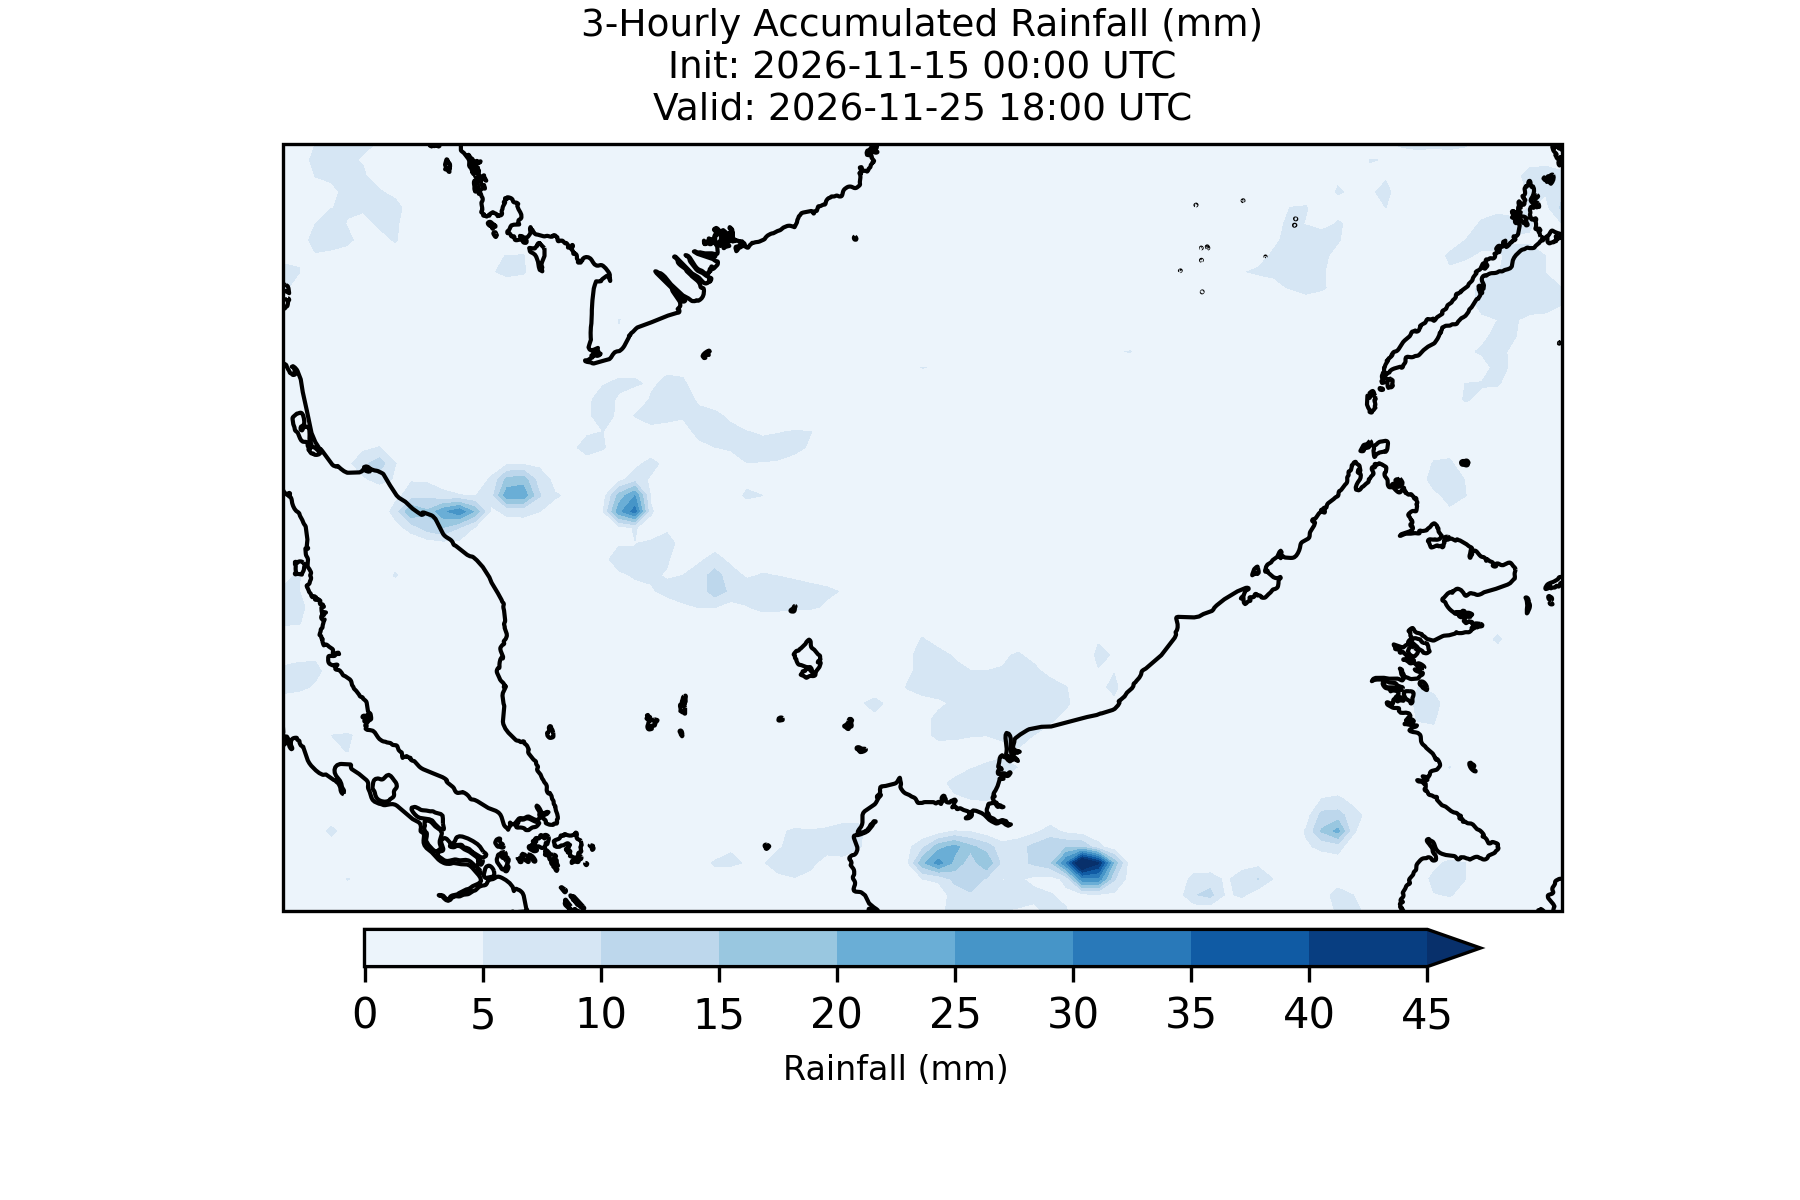 3-Hourly Accumulated Rainfall (mm)
Init: 2026-11-15 00:00 UTC
Valid: 2026-11-25 18:00 UTC
0 5 10 15 20 25 30 35 40 45
Rainfall (mm)